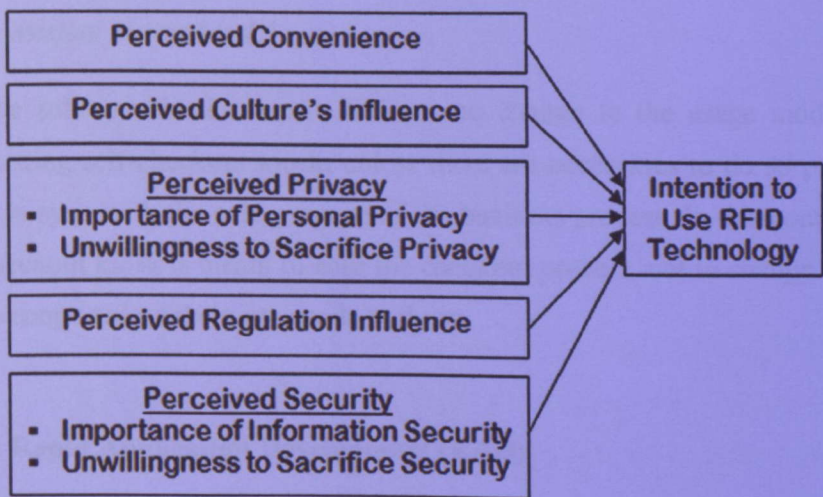 Perceived Convenience
Perceived Culture's Influence
Perceived Privacy
▪ Importance of Personal Privacy
▪ Unwillingness to Sacrifice Privacy
Perceived Regulation Influence
Perceived Security
▪ Importance of Information Security
▪ Unwillingness to Sacrifice Security
Intention to
Use RFID
Technology